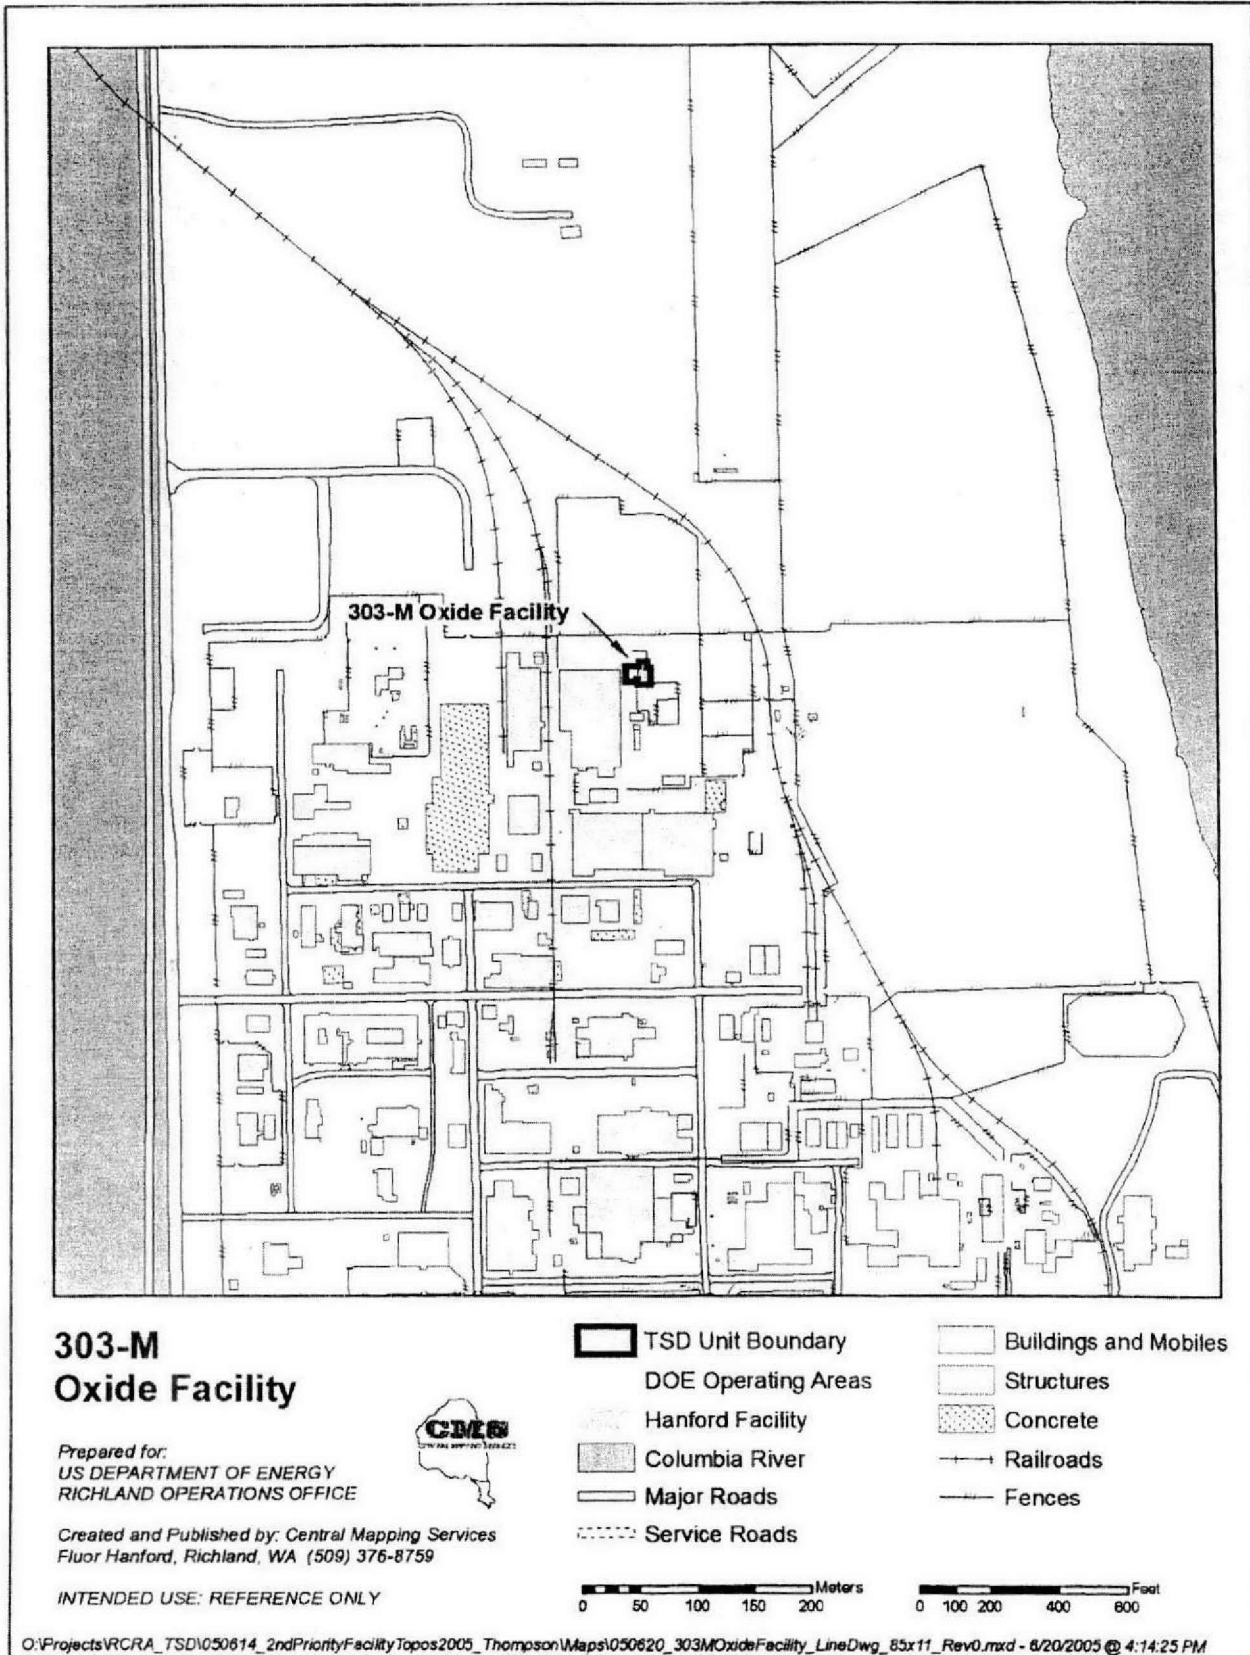 303-M Oxide Facility
303-M
Oxide Facility
CMS
Prepared for:
US DEPARTMENT OF ENERGY
RICHLAND OPERATIONS OFFICE
Created and Published by: Central Mapping Services
Fluor Hanford, Richland, WA (509) 376-8759
INTENDED USE: REFERENCE ONLY
TSD Unit Boundary
DOE Operating Areas
Hanford Facility
Columbia River
Major Roads
Service Roads
Buildings and Mobiles
Structures
Concrete
Railroads
Fences
Meters
0 50 100 150 200
Feet
0 100 200 400 600
O:\Projects\RCRA_TSD\050614_2ndPriorityFacilityTopos2005_Thompson\Maps\050620_303MOxideFacility_LineDwg_85x11_Rev0.mxd - 6/20/2005 @ 4:14:25 PM